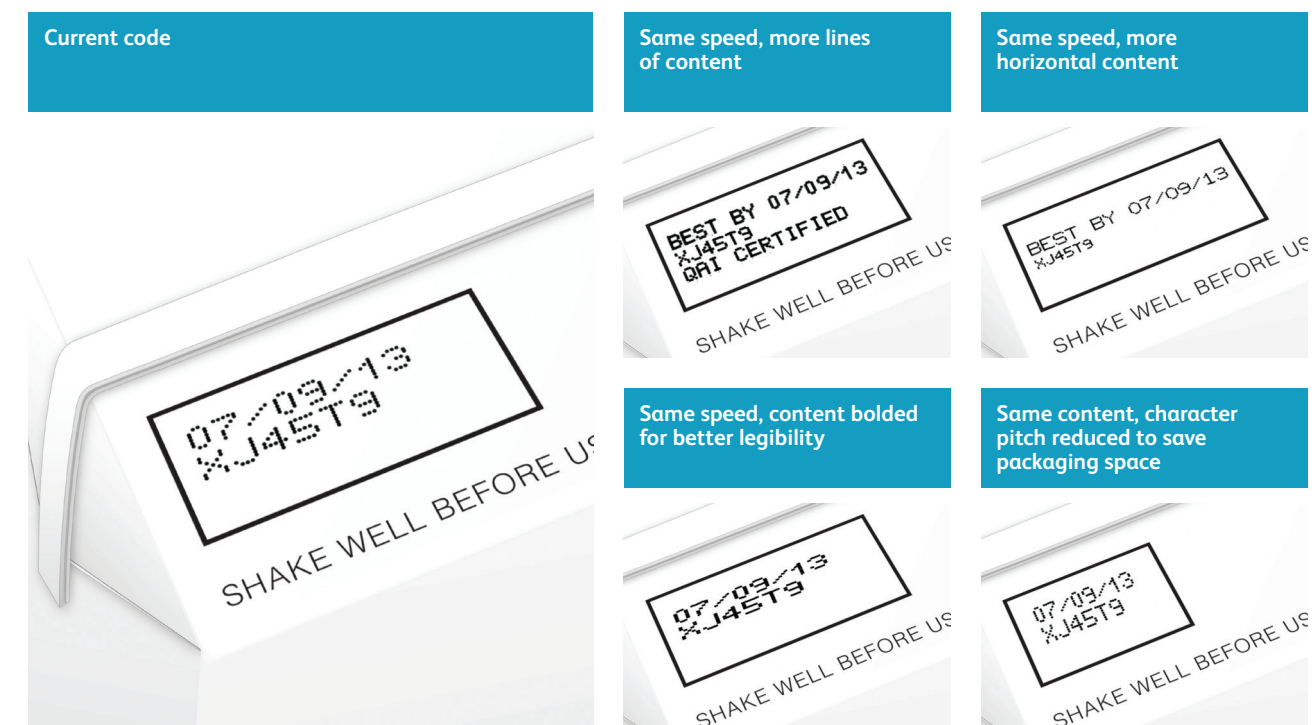 Current code
07/09/13
XJ45T9
SHAKE WELL BEFORE US
Same speed, more lines
of content
BEST BY 07/09/13
XJ45T9
QAI CERTIFIED
SHAKE WELL BEFORE US
Same speed, more
horizontal content
BEST BY 07/09/13
XJ45T9
SHAKE WELL BEFORE US
Same speed, content bolded
for better legibility
07/09/13
XJ45T9
SHAKE WELL BEFORE US
Same content, character
pitch reduced to save
packaging space
07/09/13
XJ45T9
SHAKE WELL BEFORE US